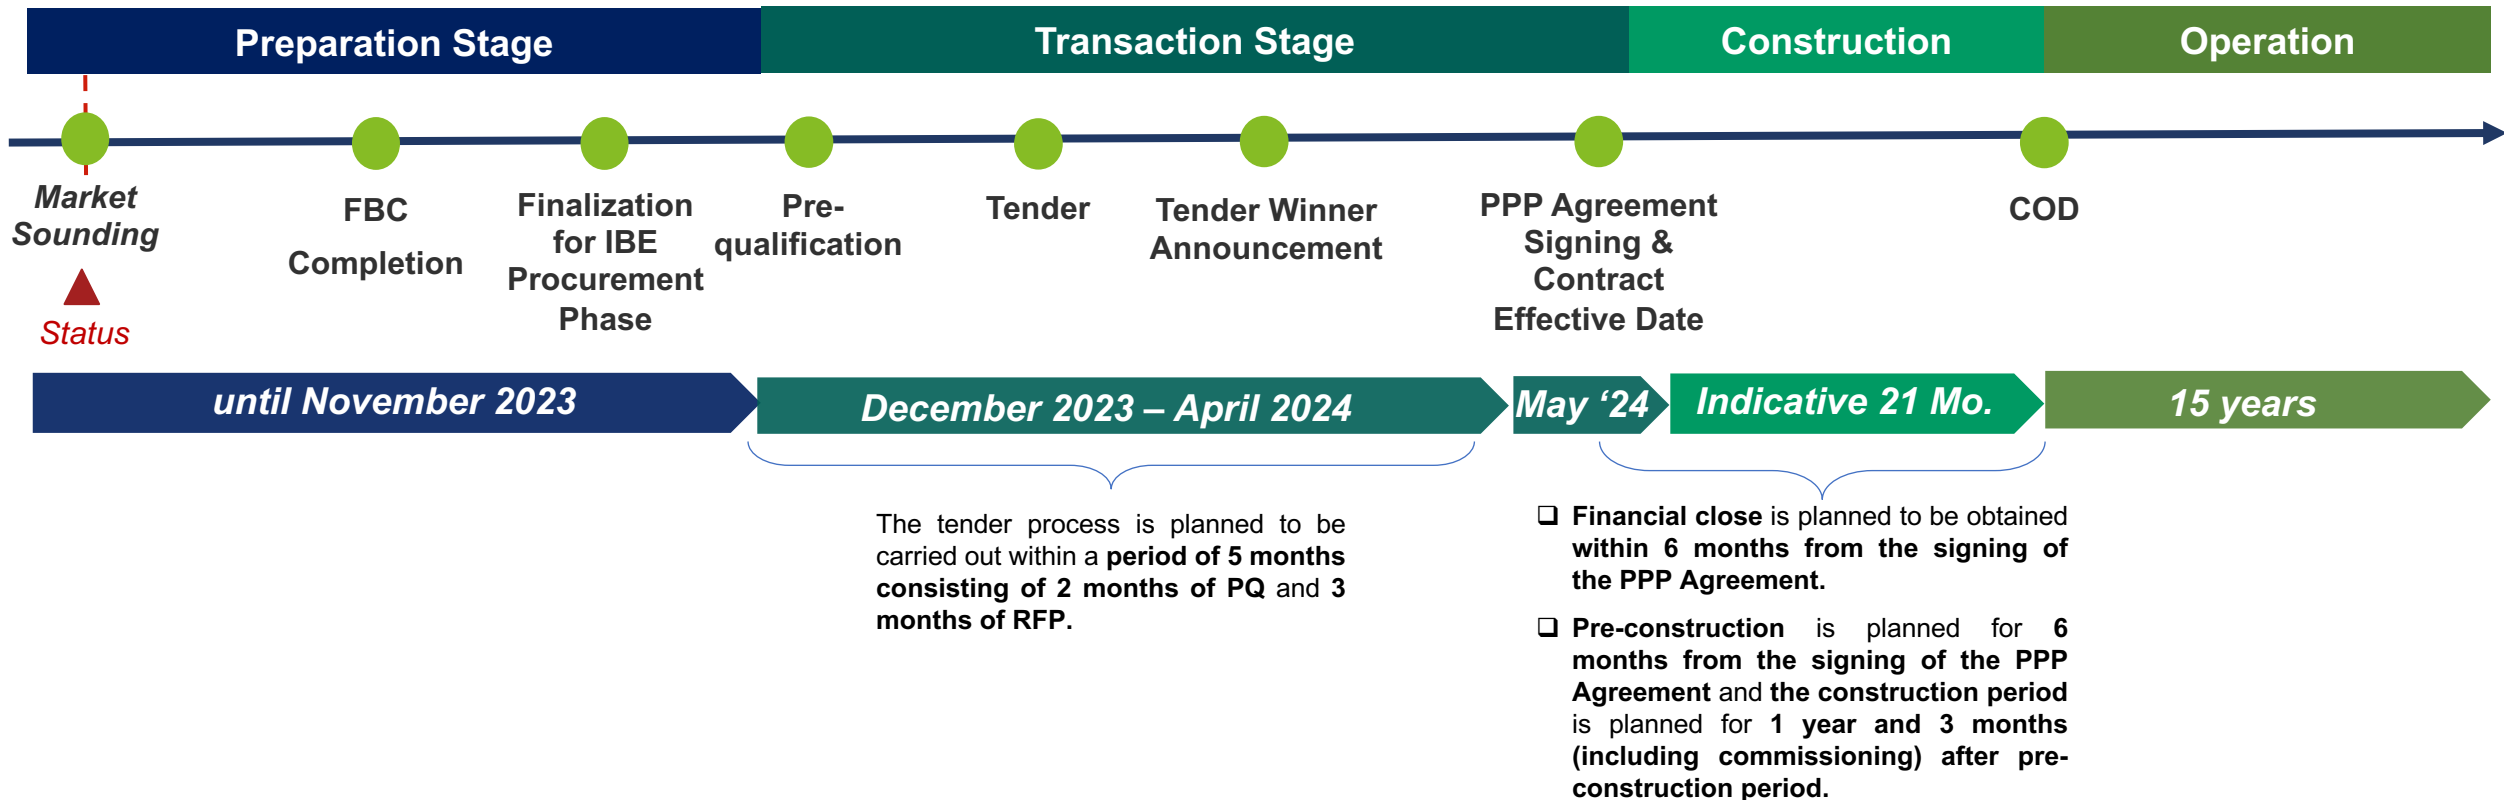 Preparation Stage
Transaction Stage
Construction
Operation
Market
Sounding
Status
FBC
Completion
Finalization
for IBE
Procurement
Phase
Pre-
qualification
Tender
Tender Winner
Announcement
PPP Agreement
Signing &
Contract
Effective Date
COD
until November 2023
December 2023 – April 2024
May ‘24
Indicative 21 Mo.
15 years
The tender process is planned to be
carried out within a period of 5 months
consisting of 2 months of PQ and 3
months of RFP.
❑ Financial close is planned to be obtained
within 6 months from the signing of
the PPP Agreement.
❑ Pre-construction is planned for 6
months from the signing of the PPP
Agreement and the construction period
is planned for 1 year and 3 months
(including commissioning) after pre-
construction period.